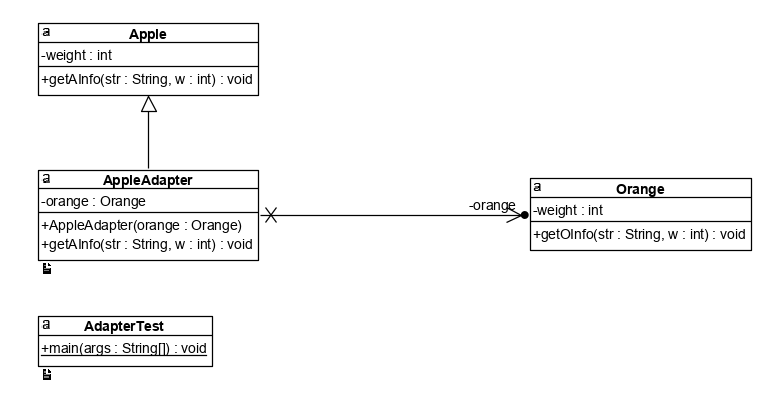 a
Apple
-weight : int
+getAInfo(str : String, w : int) : void
a
AppleAdapter
-orange : Orange
+AppleAdapter(orange : Orange)
+getAInfo(str : String, w : int) : void
-orange
a
Orange
-weight : int
+getOInfo(str : String, w : int) : void
a
AdapterTest
+main(args : String[]) : void